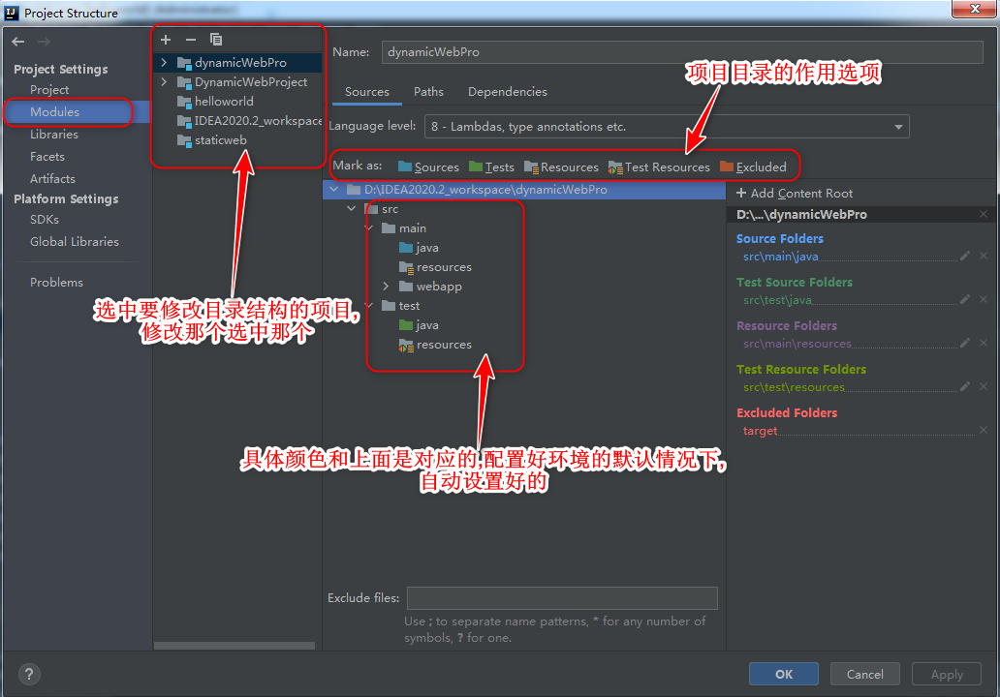 Project Structure
Project Settings
Project
Modules
Libraries
Facets
Artifacts
Platform Settings
SDKs
Global Libraries
Problems
dynamicWebPro
DynamicWebProject
helloworld
IDEA2020.2_workspace
staticweb
选中要修改目录结构的项目,
修改那个选中那个
Name: dynamicWebPro
项目目录的作用选项
Sources Paths Dependencies
Language level: 8 - Lambdas, type annotations etc.
Mark as: Sources Tests Resources Test Resources Excluded
D:\IDEA2020.2_workspace\dynamicWebPro
src
main
java
resources
webapp
test
java
resources
具体颜色和上面是对应的,配置好环境的默认情况下,
自动设置好的
Exclude files:
Use ; to separate name patterns, * for any number of
symbols, ? for one.
+ Add Content Root
D:\...\dynamicWebPro
Source Folders
src\main\java
Test Source Folders
src\test\java
Resource Folders
src\main\resources
Test Resource Folders
src\test\resources
Excluded Folders
target
?
OK Cancel Apply